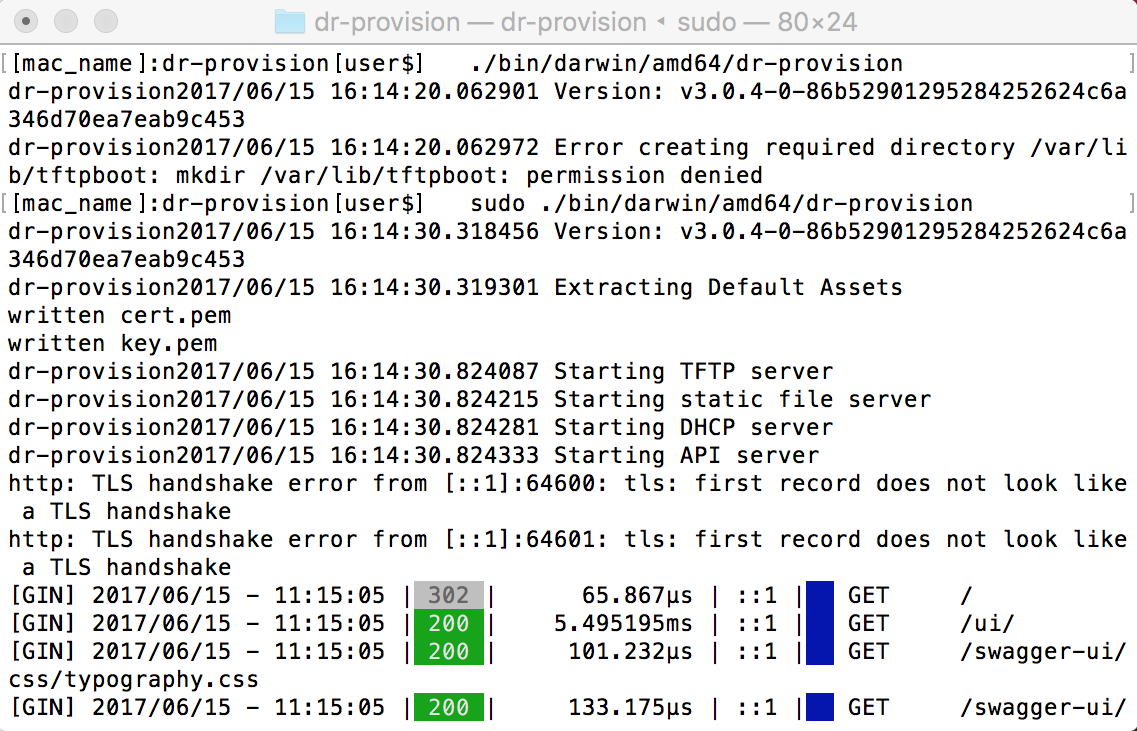 dr-provision — dr-provision ◂ sudo — 80×24
[[mac_name]:dr-provision[user$]   ./bin/darwin/amd64/dr-provision ]
dr-provision2017/06/15 16:14:20.062901 Version: v3.0.4-0-86b52901295284252624c6a
346d70ea7eab9c453
dr-provision2017/06/15 16:14:20.062972 Error creating required directory /var/li
b/tftpboot: mkdir /var/lib/tftpboot: permission denied
[[mac_name]:dr-provision[user$]   sudo ./bin/darwin/amd64/dr-provision ]
dr-provision2017/06/15 16:14:30.318456 Version: v3.0.4-0-86b52901295284252624c6a
346d70ea7eab9c453
dr-provision2017/06/15 16:14:30.319301 Extracting Default Assets
written cert.pem
written key.pem
dr-provision2017/06/15 16:14:30.824087 Starting TFTP server
dr-provision2017/06/15 16:14:30.824215 Starting static file server
dr-provision2017/06/15 16:14:30.824281 Starting DHCP server
dr-provision2017/06/15 16:14:30.824333 Starting API server
http: TLS handshake error from [::1]:64600: tls: first record does not look like
 a TLS handshake
http: TLS handshake error from [::1]:64601: tls: first record does not look like
 a TLS handshake
[GIN] 2017/06/15 - 11:15:05 | 302 |      65.867µs | ::1 |   GET     /
[GIN] 2017/06/15 - 11:15:05 | 200 |    5.495195ms | ::1 |   GET     /ui/
[GIN] 2017/06/15 - 11:15:05 | 200 |     101.232µs | ::1 |   GET     /swagger-ui/
css/typography.css
[GIN] 2017/06/15 - 11:15:05 | 200 |     133.175µs | ::1 |   GET     /swagger-ui/